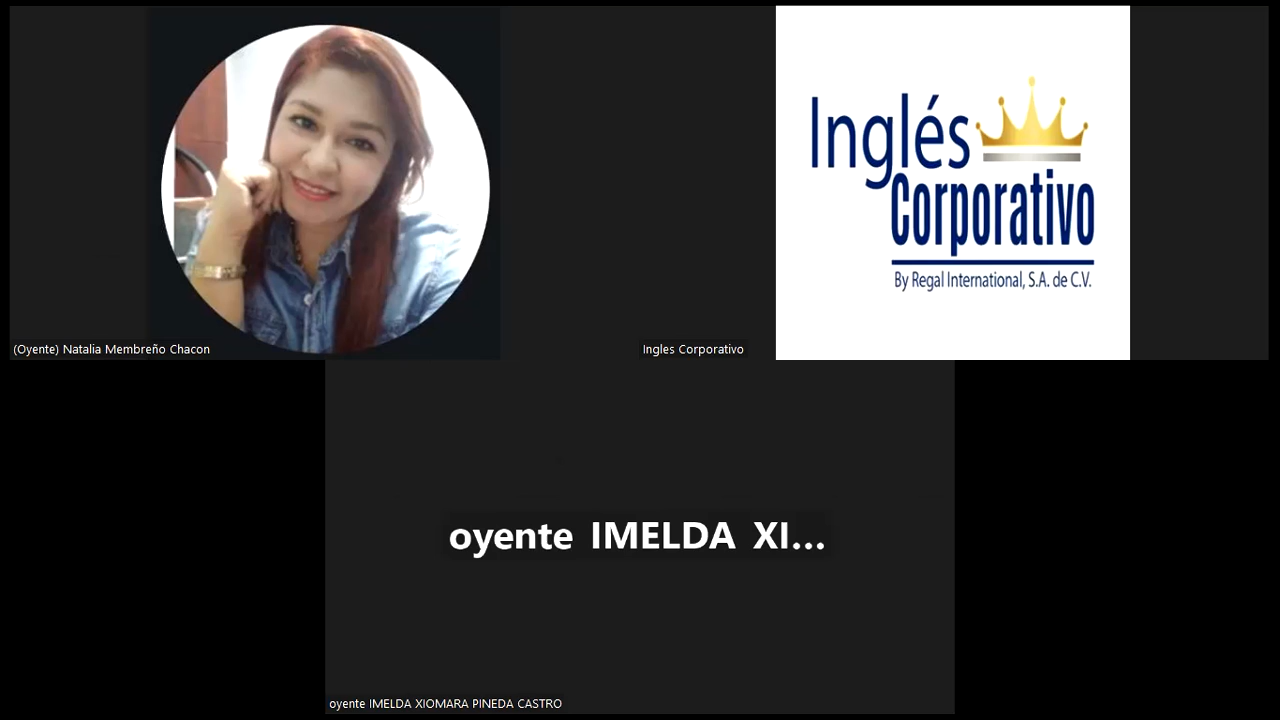 Inglés
Corporativo
By Regal International, S.A. de C.V.
(Oyente) Natalia Membreño Chacon
Ingles Corporativo
oyente IMELDA XI...
oyente IMELDA XIOMARA PINEDA CASTRO